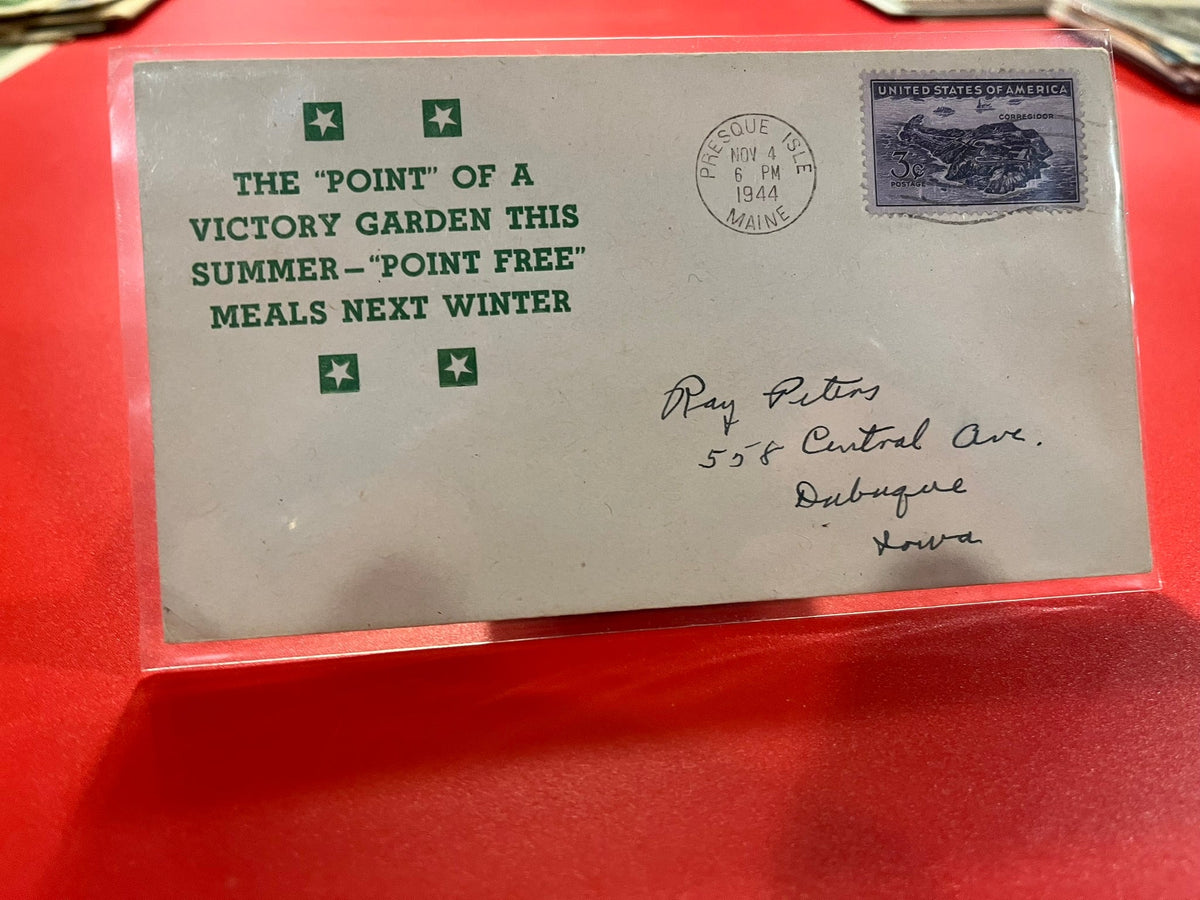 THE "POINT" OF A
VICTORY GARDEN THIS
SUMMER—"POINT FREE"
MEALS NEXT WINTER
PRESQUE ISLE
NOV 4
6 PM
1944
MAINE
UNITED STATES OF AMERICA
CORREGIDOR
3¢
POSTAGE
Ray Peters
558 Central Ave.
Dubuque
Iowa